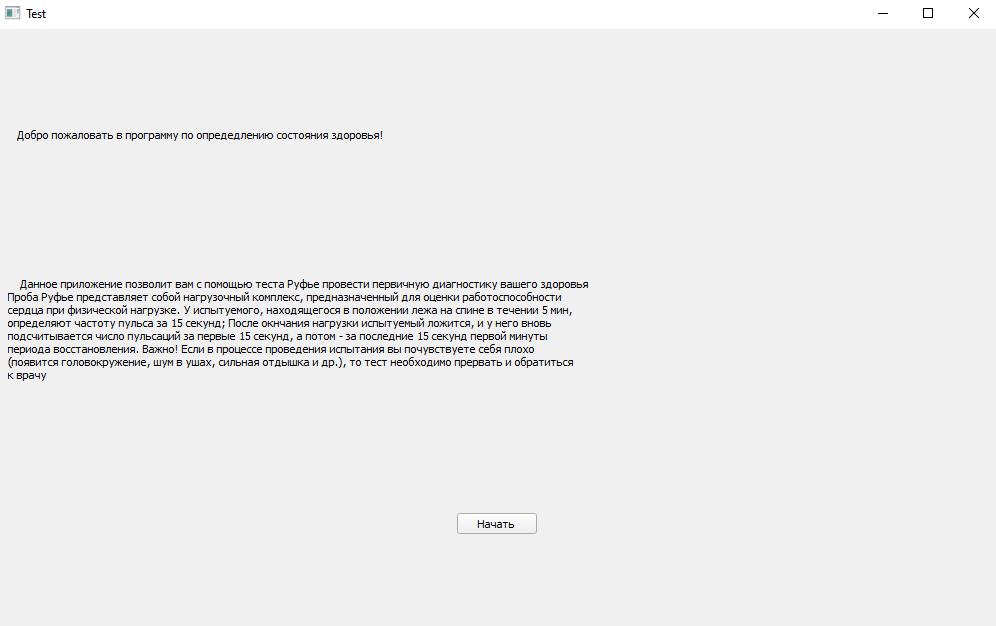 Test
Добро пожаловать в программу по опредедлению состояния здоровья!
Данное приложение позволит вам с помощью теста Руфье провести первичную диагностику вашего здоровья
Проба Руфье представляет собой нагрузочный комплекс, предназначенный для оценки работоспособности
сердца при физической нагрузке. У испытуемого, находящегося в положении лежа на спине в течении 5 мин,
определяют частоту пульса за 15 секунд; После окнчания нагрузки испытуемый ложится, и у него вновь
подсчитывается число пульсаций за первые 15 секунд, а потом - за последние 15 секунд первой минуты
периода восстановления. Важно! Если в процессе проведения испытания вы почувствуете себя плохо
(появится головокружение, шум в ушах, сильная отдышка и др.), то тест необходимо прервать и обратиться
к врачу
Начать